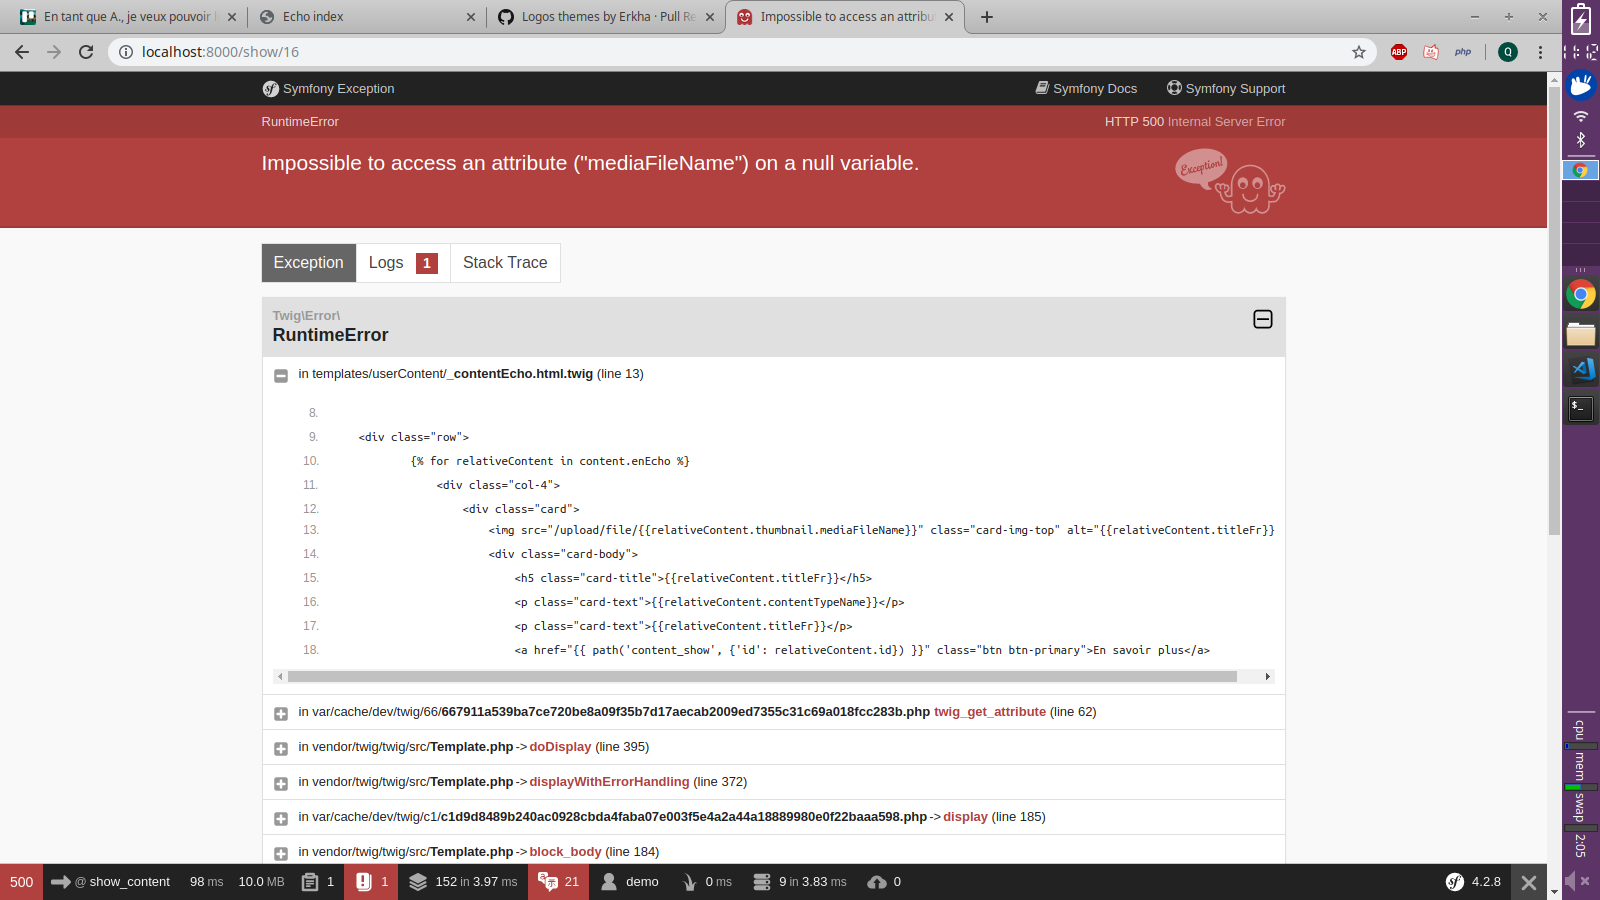 En tant que A., je veux pouvoir
Echo index
Logos themes by Erkha · Pull Re
Impossible to access an attribu
localhost:8000/show/16
ABP
php
Q
Symfony Exception
Symfony Docs
Symfony Support
RuntimeError
HTTP 500 Internal Server Error
Impossible to access an attribute ("mediaFileName") on a null variable.
Exception!
Exception
Logs 1
Stack Trace
Twig\Error\
RuntimeError
in templates/userContent/_contentEcho.html.twig (line 13)
8.
9. <div class="row">
10. {% for relativeContent in content.enEcho %}
11. <div class="col-4">
12. <div class="card">
13. <img src="/upload/file/{{relativeContent.thumbnail.mediaFileName}}" class="card-img-top" alt="{{relativeContent.titleFr}}
14. <div class="card-body">
15. <h5 class="card-title">{{relativeContent.titleFr}}</h5>
16. <p class="card-text">{{relativeContent.contentTypeName}}</p>
17. <p class="card-text">{{relativeContent.titleFr}}</p>
18. <a href="{{ path('content_show', {'id': relativeContent.id}) }}" class="btn btn-primary">En savoir plus</a>
in var/cache/dev/twig/66/667911a539ba7ce720be8a09f35b7d17aecab2009ed7355c31c69a018fcc283b.php twig_get_attribute (line 62)
in vendor/twig/twig/src/Template.php->doDisplay (line 395)
in vendor/twig/twig/src/Template.php->displayWithErrorHandling (line 372)
in var/cache/dev/twig/c1/c1d9d8489b240ac0928cbda4faba07e003f5e4a2a44a18889980e0f22baaa598.php->display (line 185)
in vendor/twig/twig/src/Template.php->block_body (line 184)
500
@ show_content
98 ms
10.0 MB
1
1
152 in 3.97 ms
21
demo
0 ms
9 in 3.83 ms
0
4.2.8
cpu
mem
swap
2:05